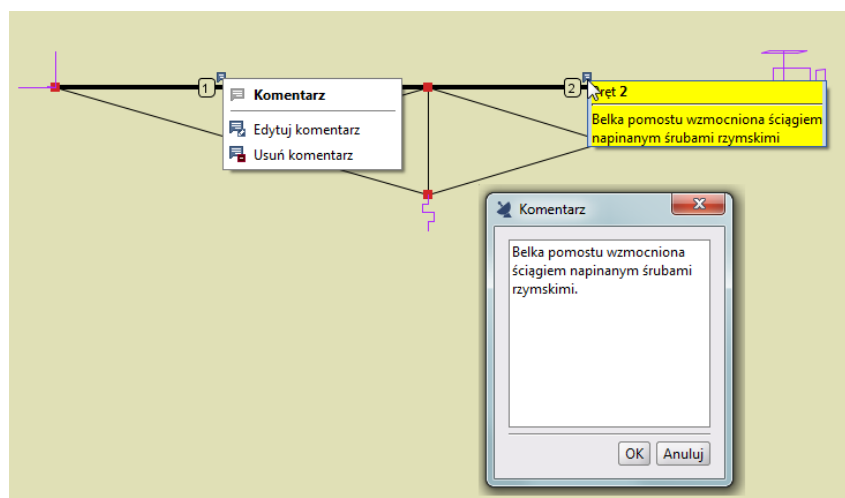 1
Komentarz
Edytuj komentarz
Usuń komentarz
2
Pręt 2
Belka pomostu wzmocniona ściągiem
napinanym śrubami rzymskimi
Komentarz
Belka pomostu wzmocniona
ściągiem napinanym śrubami
rzymskimi.
OK Anuluj